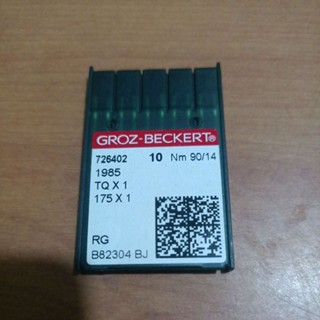 GROZ-BECKERT®
726402 10 Nm 90/14
1985
TQ X 1
175 X 1
RG
B82304 BJ